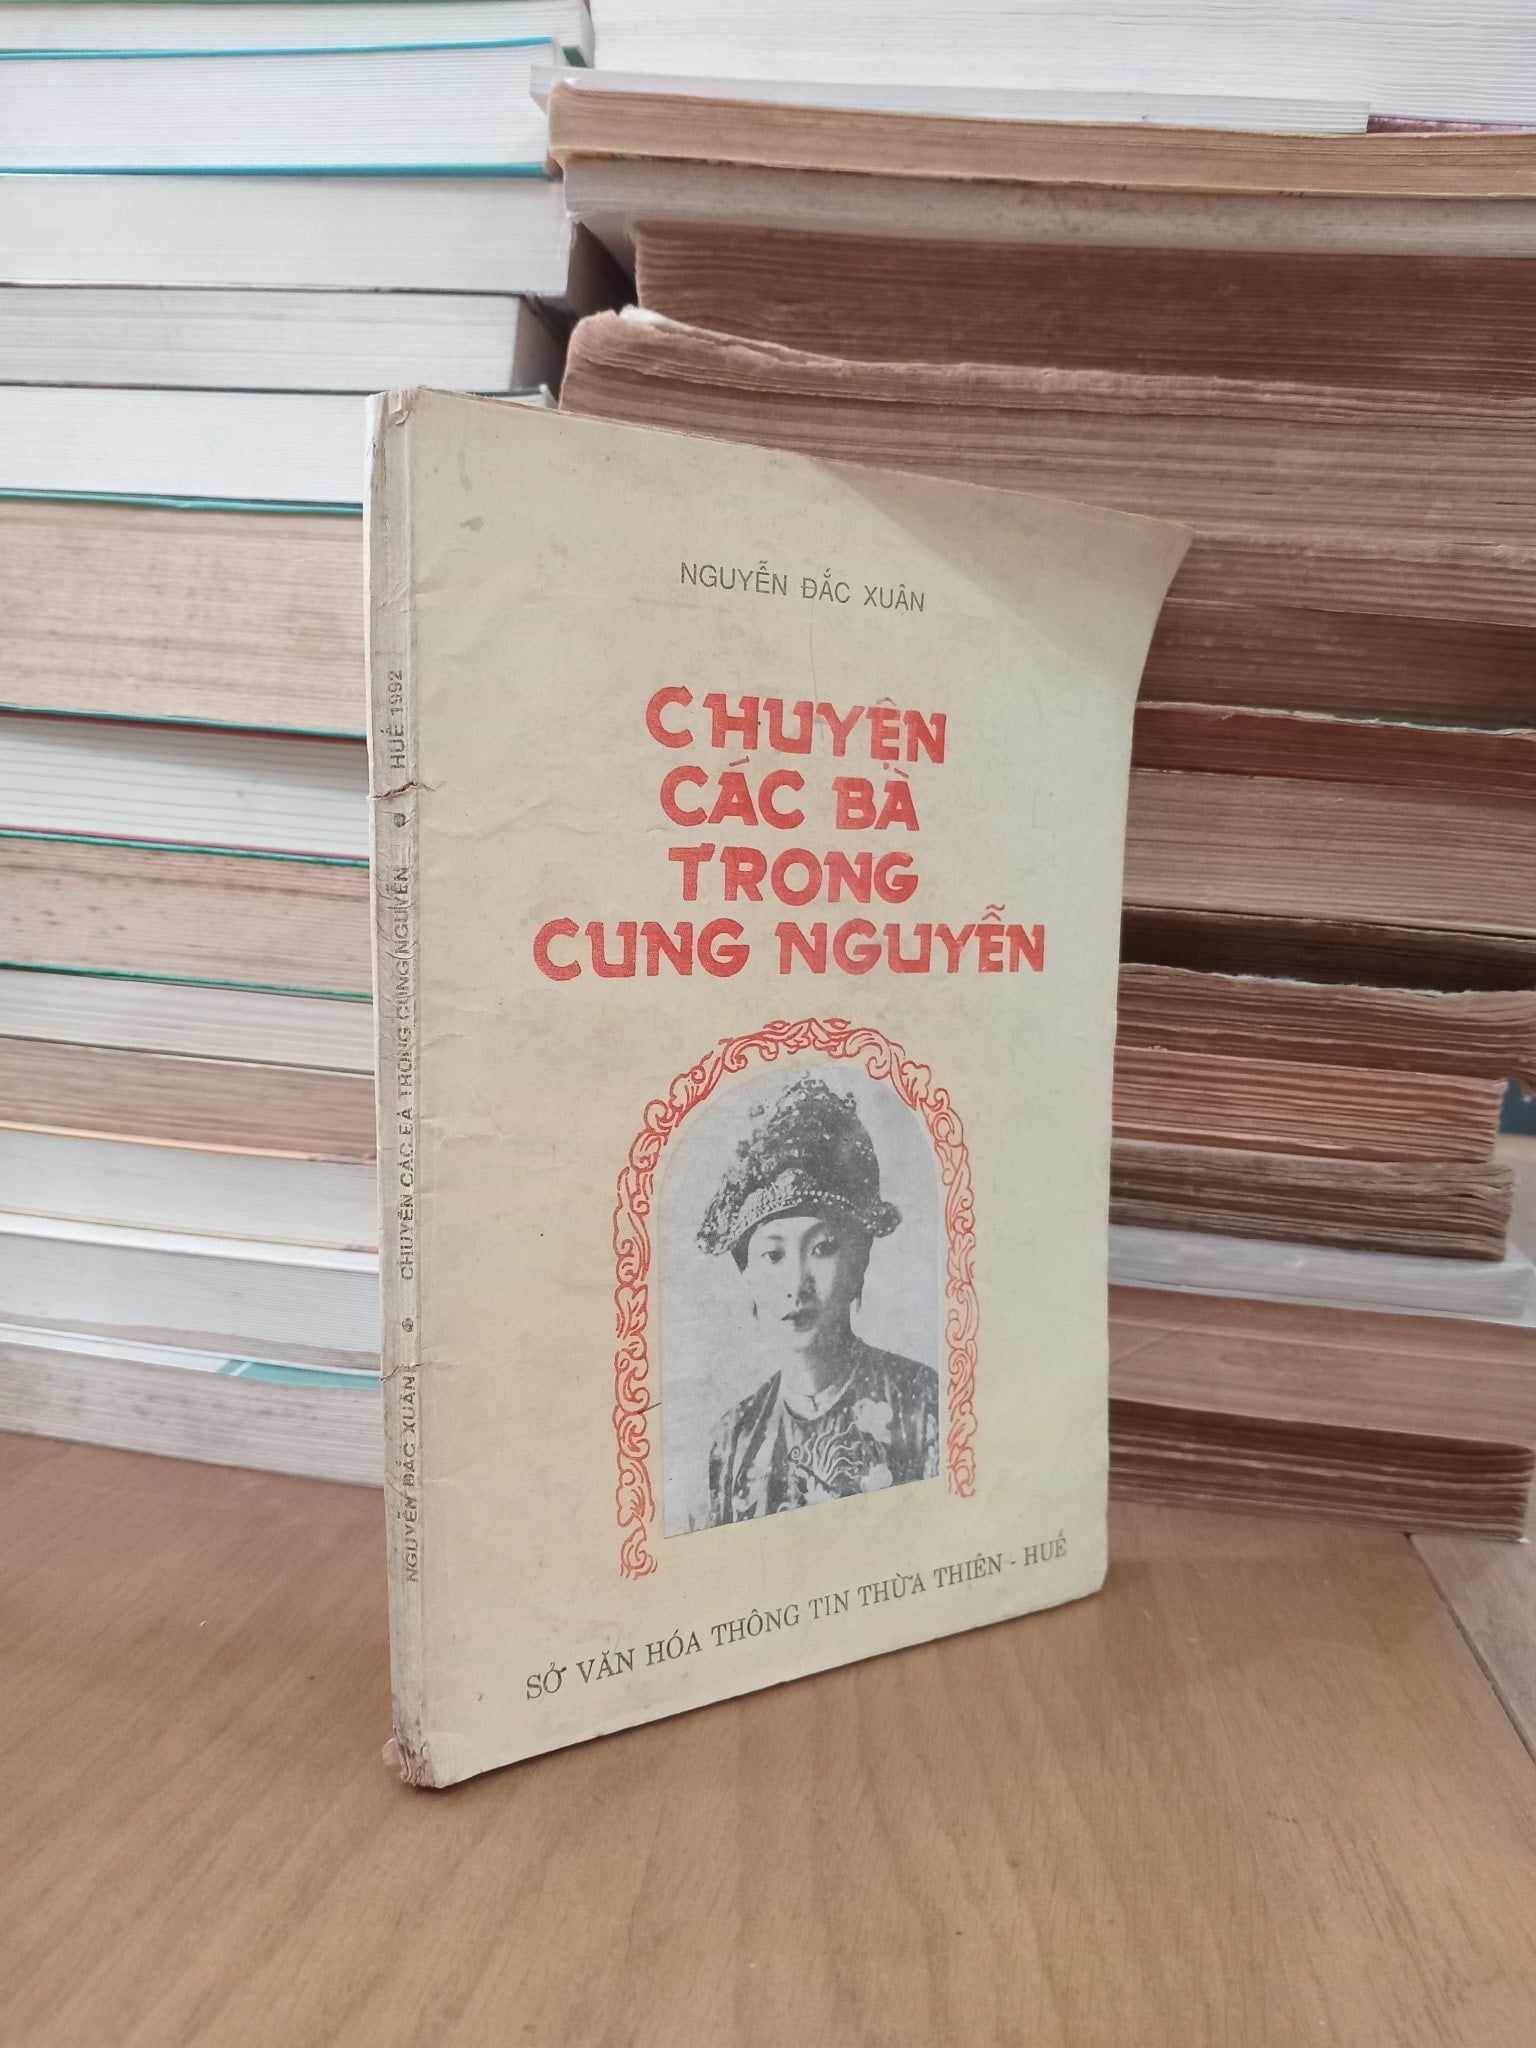 NGUYỄN ĐẮC XUÂN
CHUYỆN
CÁC BÀ
TRONG
CUNG NGUYỄN
SỞ VĂN HÓA THÔNG TIN THỪA THIÊN - HUẾ
NGUYỄN ĐẮC XUÂN • CHUYỆN CÁC BÀ TRONG CUNG NGUYỄN • HUẾ 1992